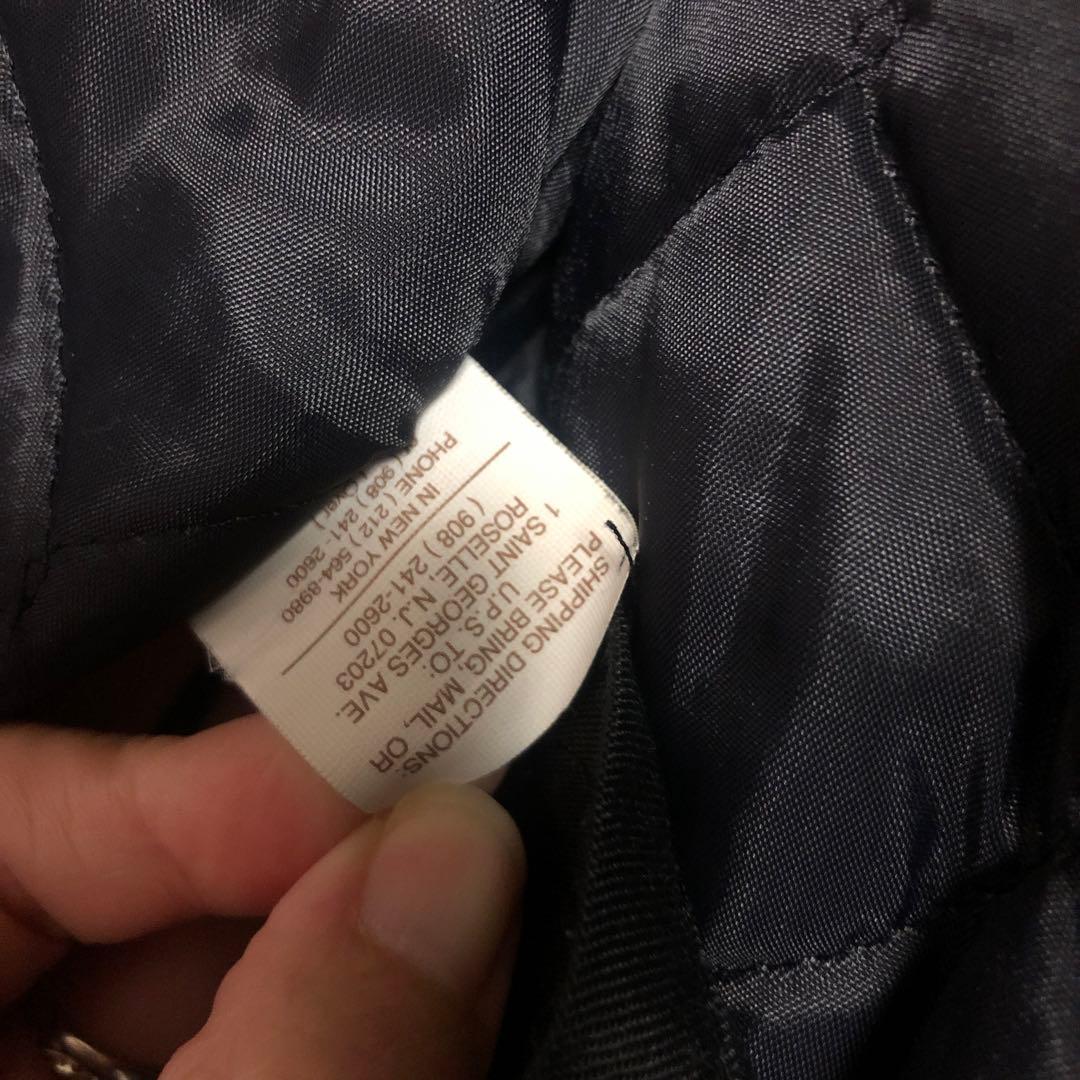 SHIPPING DIRECTIONS:
PLEASE BRING, MAIL, OR
U.P.S. TO:
1 SAINT GEORGES AVE.
ROSELLE, N.J. 07203
( 908 ) 241-2600
IN NEW YORK
PHONE ( 212 ) 564-8980
( 908 ) 241-2600